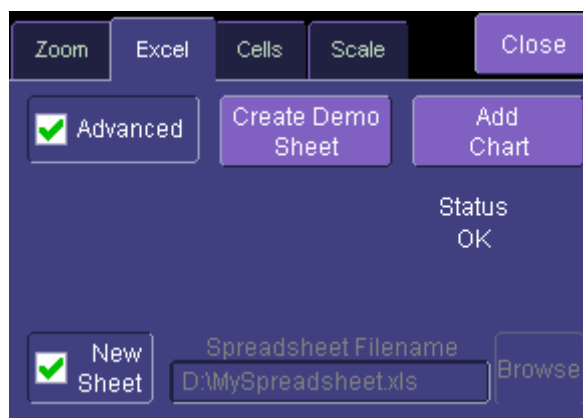 Zoom Excel Cells Scale Close
Advanced
Create Demo
Sheet
Add
Chart
Status
OK
New
Sheet
Spreadsheet Filename
D:\MySpreadsheet.xls
Browse